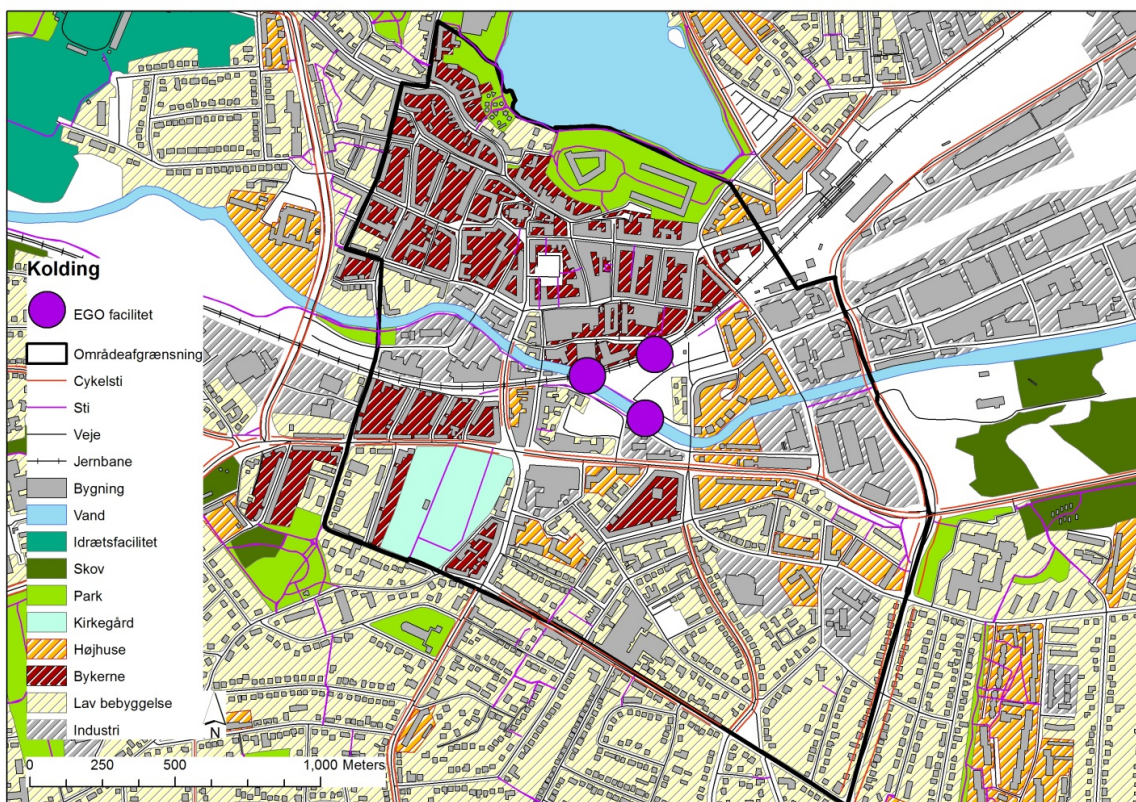 Kolding
EGO facilitet
Områdeafgrænsning
Cykelsti
Sti
Veje
Jernbane
Bygning
Vand
Idrætsfacilitet
Skov
Park
Kirkegård
Højhuse
Bykerne
Lav bebyggelse
Industri
N
0 250 500 1,000 Meters